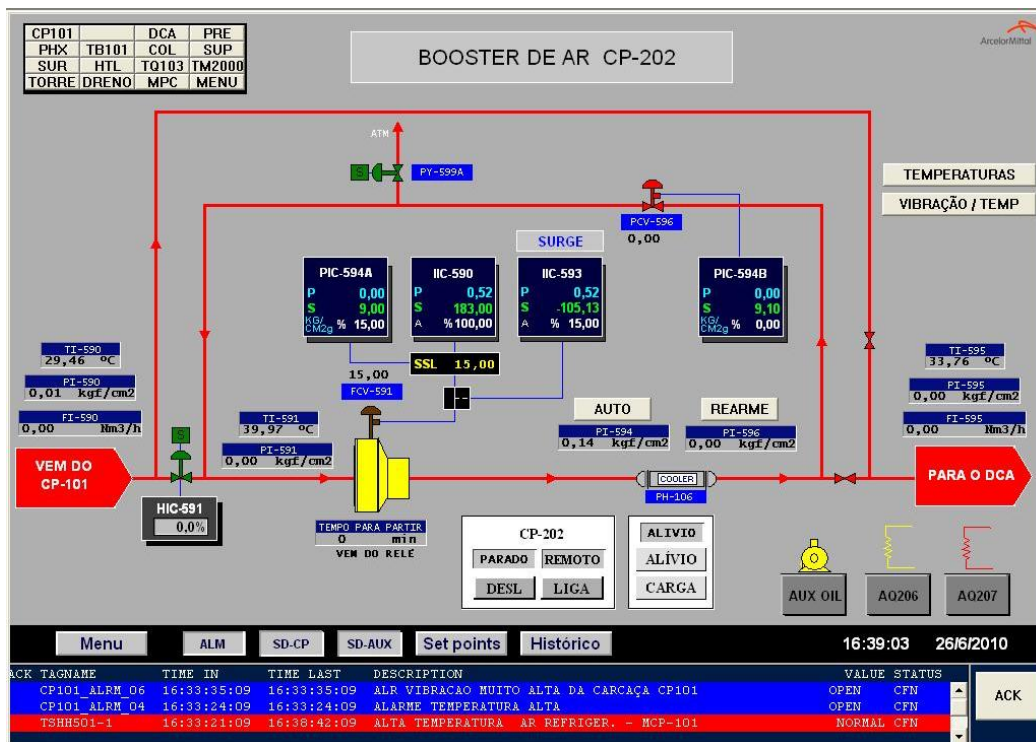 CP101 DCA PRE
PHX TB101 COL SUP
SUR HTL TQ103 TM2000
TORRE DRENO MPC MENU
BOOSTER DE AR CP-202
ArcelorMittal
ATM
S
PY-599A
TEMPERATURAS
VIBRAÇÃO / TEMP
PCV-596
0,00
SURGE
PIC-594A
P 0,00
S 9,00
KG/CM2g % 15,00
IIC-590
P 0,52
S 183,00
A %100,00
IIC-593
P 0,52
S -105,13
A % 15,00
PIC-594B
P 0,00
S 9,10
KG/CM2g % 0,00
SSL 15,00
15,00
FCV-591
TI-590
29,46 ºC
PI-590
0,01 kgf/cm2
FI-590
0,00 Nm3/h
TI-595
33,76 ºC
PI-595
0,00 kgf/cm2
FI-595
0,00 Nm3/h
S
TI-591
39,97 ºC
PI-591
0,00 kgf/cm2
AUTO
REARME
PI-594
0,14 kgf/cm2
PI-596
0,00 kgf/cm2
VEM DO
CP-101
COOLER
PH-106
PARA O DCA
HIC-591
0,0%
TEMPO PARA PARTIR
0 min
VEM DO RELÉ
CP-202
PARADO REMOTO
DESL LIGA
ALIVIO
ALÍVIO
CARGA
AUX OIL
AQ206
AQ207
Menu ALM SD-CP SD-AUX Set points Histórico 16:39:03 26/6/2010
ACK TAGNAME TIME IN TIME LAST DESCRIPTION VALUE STATUS
CP101_ALRM_06 16:33:35:09 16:33:35:09 ALR VIBRACAO MUITO ALTA DA CARCAÇA CP101 OPEN CFN
CP101_ALRM_04 16:33:24:09 16:33:24:09 ALARME TEMPERATURA ALTA OPEN CFN
TSHH501-1 16:33:21:09 16:38:42:09 ALTA TEMPERATURA AR REFRIGER. - MCP-101 NORMAL CFN
ACK